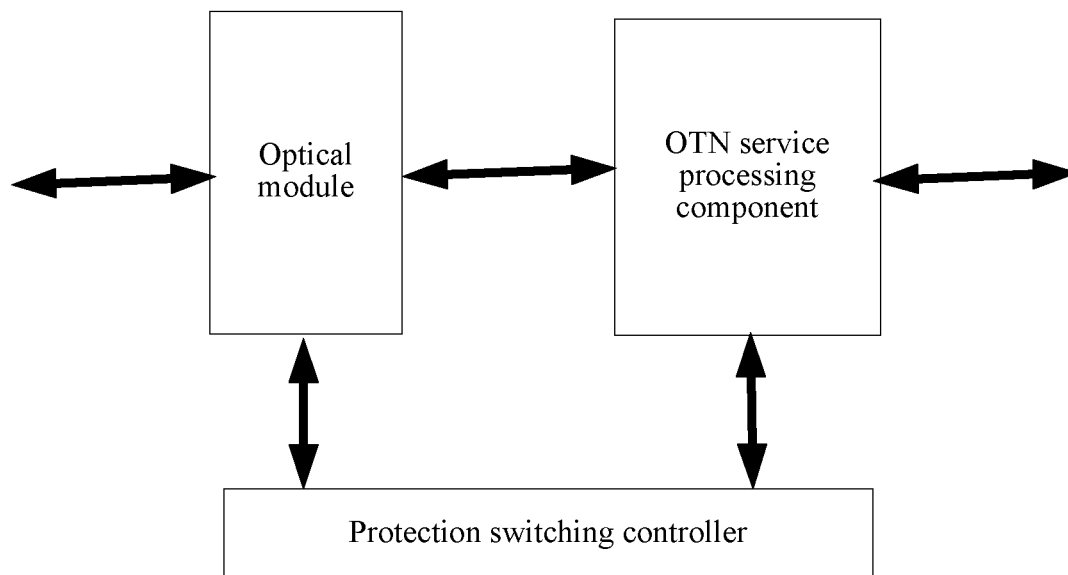 Optical
module
OTN service
processing
component
Protection switching controller